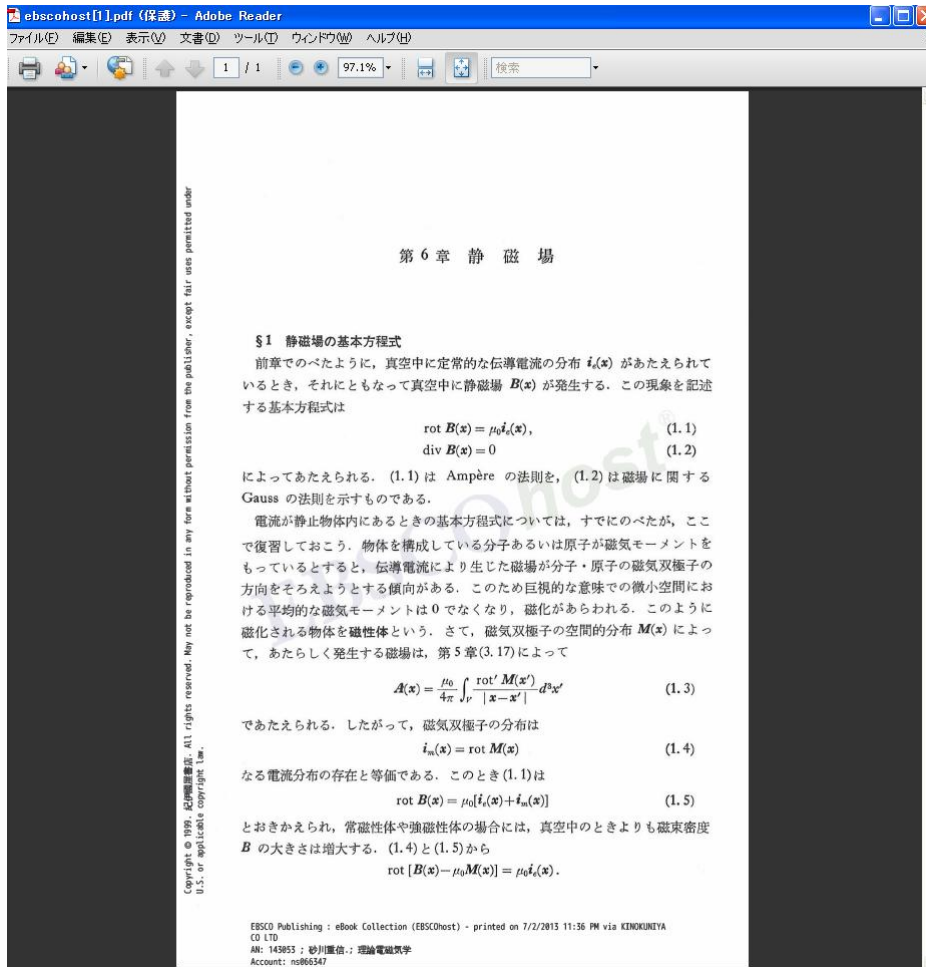 ebscohost[1].pdf (保護) - Adobe Reader
ファイル(F) 編集(E) 表示(V) 文書(D) ツール(T) ウィンドウ(W) ヘルプ(H)
1 / 1 97.1% 検索
第6章 静磁場
§1 静磁場の基本方程式
前章でのべたように，真空中に定常的な伝導電流の分布 i_e(x) があたえられて
いるとき，それにともなって真空中に静磁場 B(x) が発生する．この現象を記述
する基本方程式は
rot B(x) = μ₀i_e(x), (1.1)
div B(x) = 0 (1.2)
によってあたえられる．(1.1) は Ampère の法則を，(1.2) は磁場に関する
Gauss の法則を示すものである．
電流が静止物体内にあるときの基本方程式については，すでにのべたが，ここ
で復習しておこう．物体を構成している分子あるいは原子が磁気モーメントを
もっているとすると，伝導電流により生じた磁場が分子・原子の磁気双極子の
方向をそろえようとする傾向がある．このため巨視的な意味での微小空間にお
ける平均的な磁気モーメントは0でなくなり，磁化があらわれる．このように
磁化される物体を磁性体という．さて，磁気双極子の空間的分布 M(x) によっ
て，あたらしく発生する磁場は，第5章(3.17)によって
A(x) = μ₀/4π ∫_V rot′ M(x′)/|x−x′| d³x′ (1.3)
であたえられる．したがって，磁気双極子の分布は
i_m(x) = rot M(x) (1.4)
なる電流分布の存在と等価である．このとき(1.1)は
rot B(x) = μ₀[i_e(x)+i_m(x)] (1.5)
とおきかえられ，常磁性体や強磁性体の場合には，真空中のときよりも磁束密度
B の大きさは増大する．(1.4)と(1.5)から
rot [B(x)−μ₀M(x)] = μ₀i_e(x).
EBSCOhost®
Copyright © 1999. 紀伊國屋書店. All rights reserved. May not be reproduced in any form without permission from the publisher, except fair uses permitted under
U.S. or applicable copyright law.
EBSCO Publishing : eBook Collection (EBSCOhost) - printed on 7/2/2013 11:36 PM via KINOKUNIYA
CO LTD
AN: 143053 ; 砂川重信.; 理論電磁気学
Account: ns066347